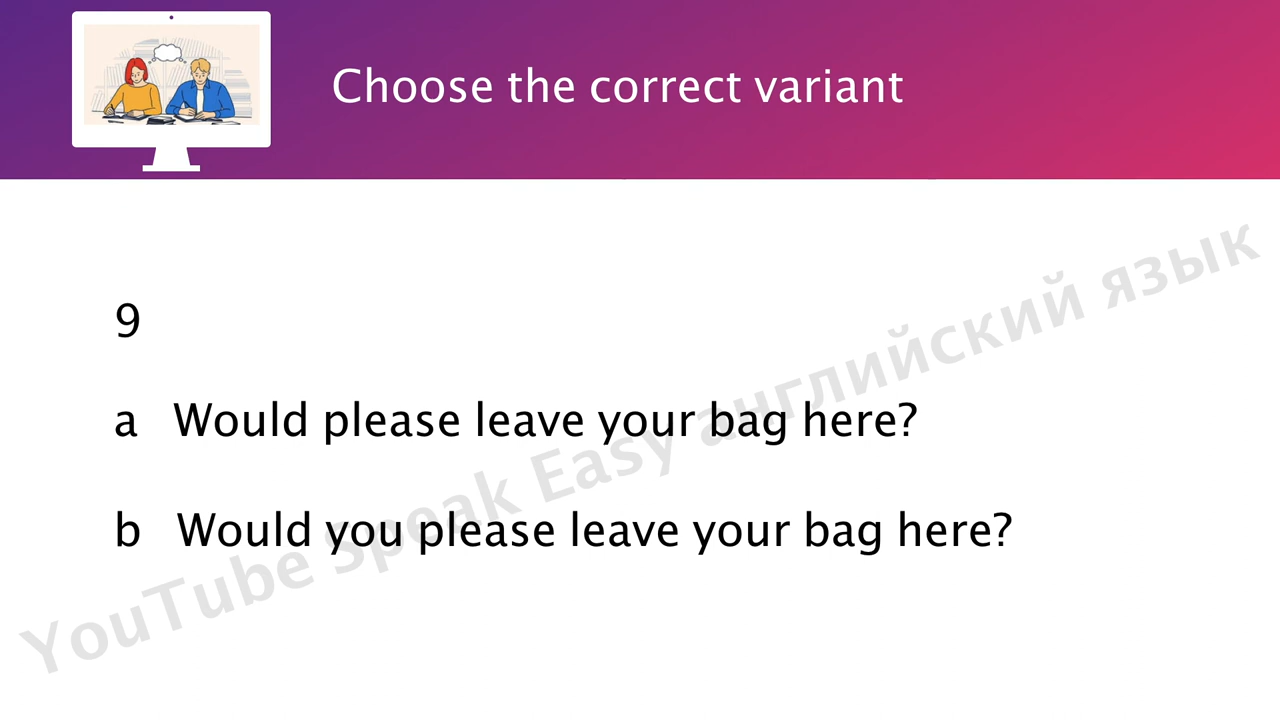 Choose the correct variant
9
a Would please leave your bag here?
b Would you please leave your bag here?
YouTube Speak Easy английский язык